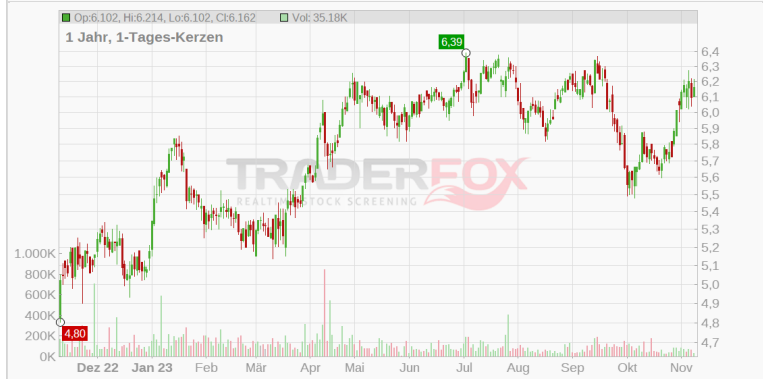 Op:6.102, Hi:6.214, Lo:6.102, Cl:6.162 Vol: 35.18K
1 Jahr, 1-Tages-Kerzen
6,39
6,4
6,3
6,2
6,1
6,0
5,9
5,8
5,7
5,6
5,5
5,4
5,3
5,2
5,1
5,0
4,9
4,8
4,7
TRADERFOX
REALTIME STOCK SCREENING
1.000K
800K
600K
400K
200K
0K
4,80
Dez 22 Jan 23 Feb Mär Apr Mai Jun Jul Aug Sep Okt Nov